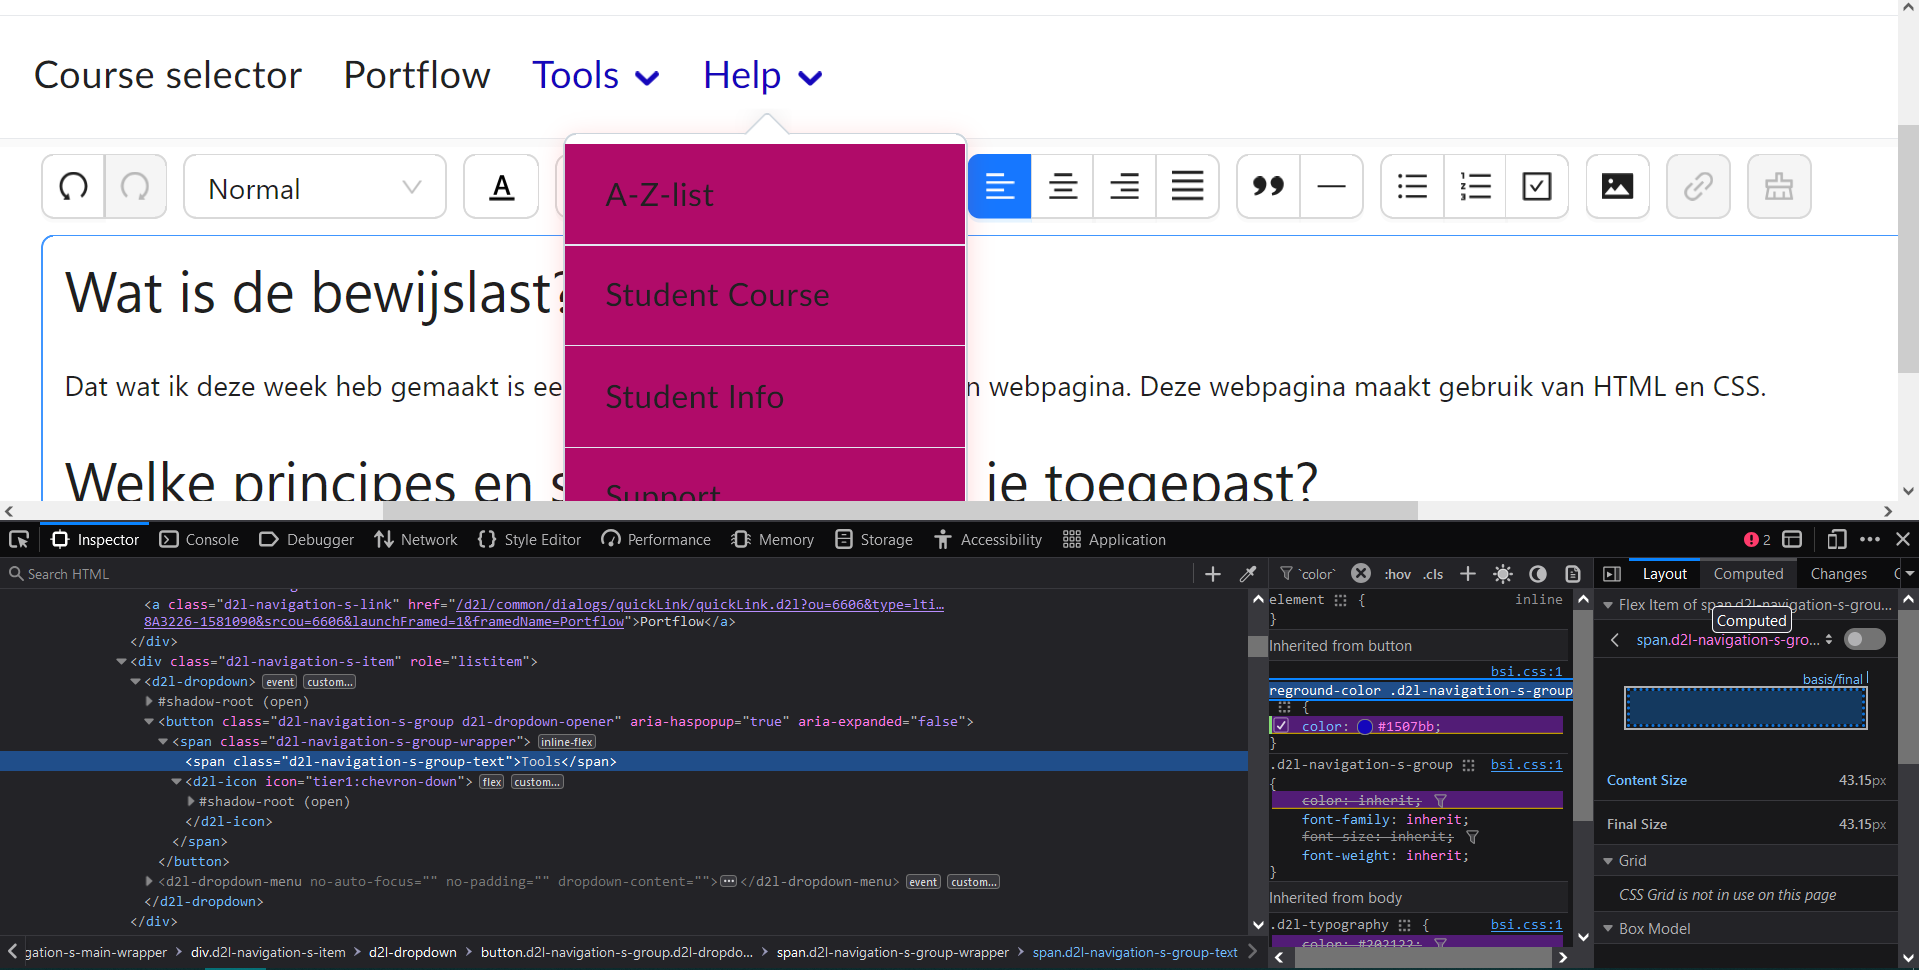 Course selector Portflow Tools Help
Normal A
A-Z-list
Student Course
Student Info
Support
Wat is de bewijslast?
Dat wat ik deze week heb gemaakt is ee n webpagina. Deze webpagina maakt gebruik van HTML en CSS.
Welke principes en s je toegepast?
Inspector Console Debugger Network Style Editor Performance Memory Storage Accessibility Application 2
Search HTML
<a class="d2l-navigation-s-link" href="/d2l/common/dialogs/quickLink/quickLink.d2l?ou=6606&type=lti…
8A3226-1581090&srcou=6606&launchFramed=1&framedName=Portflow">Portflow</a>
</div>
<div class="d2l-navigation-s-item" role="listitem">
<d2l-dropdown> event custom…
#shadow-root (open)
<button class="d2l-navigation-s-group d2l-dropdown-opener" aria-haspopup="true" aria-expanded="false">
<span class="d2l-navigation-s-group-wrapper"> inline-flex
<span class="d2l-navigation-s-group-text">Tools</span>
<d2l-icon icon="tier1:chevron-down"> flex custom…
#shadow-root (open)
</d2l-icon>
</span>
</button>
<d2l-dropdown-menu no-auto-focus="" no-padding="" dropdown-content=""> </d2l-dropdown-menu> event custom…
</d2l-dropdown>
</div>
gation-s-main-wrapper div.d2l-navigation-s-item d2l-dropdown button.d2l-navigation-s-group.d2l-dropdo… span.d2l-navigation-s-group-wrapper span.d2l-navigation-s-group-text
`color` :hov .cls +
element { inline
}
Inherited from button
bsi.css:1
reground-color .d2l-navigation-s-group
{
color: #1507bb;
}
.d2l-navigation-s-group bsi.css:1
{
color: inherit;
font-family: inherit;
font-size: inherit;
font-weight: inherit;
}
Inherited from body
.d2l-typography { bsi.css:1
color: #202122;
Layout Computed Changes
Flex Item of span.d2l-navigation-s-grou…
Computed
span.d2l-navigation-s-gro…
basis/final
Content Size 43.15px
Final Size 43.15px
Grid
CSS Grid is not in use on this page
Box Model